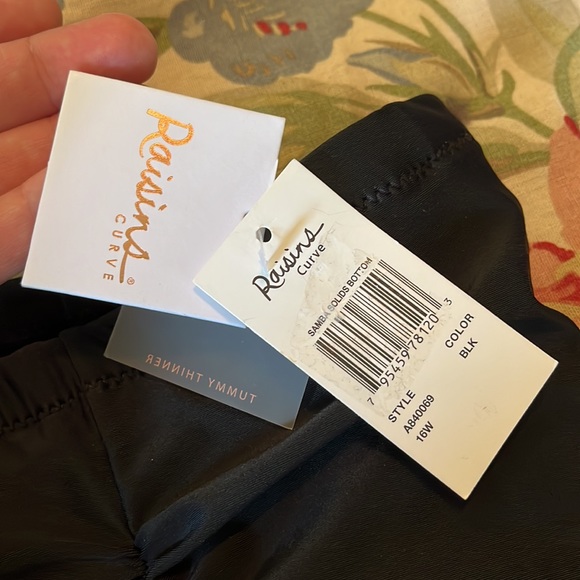 Raisins
CURVE®
TUMMY THINNER
Raisins
Curve
SAMBA SOLIDS BOTTOM
7 95459 78120 3
STYLE
COLOR
A840069
BLK
16W